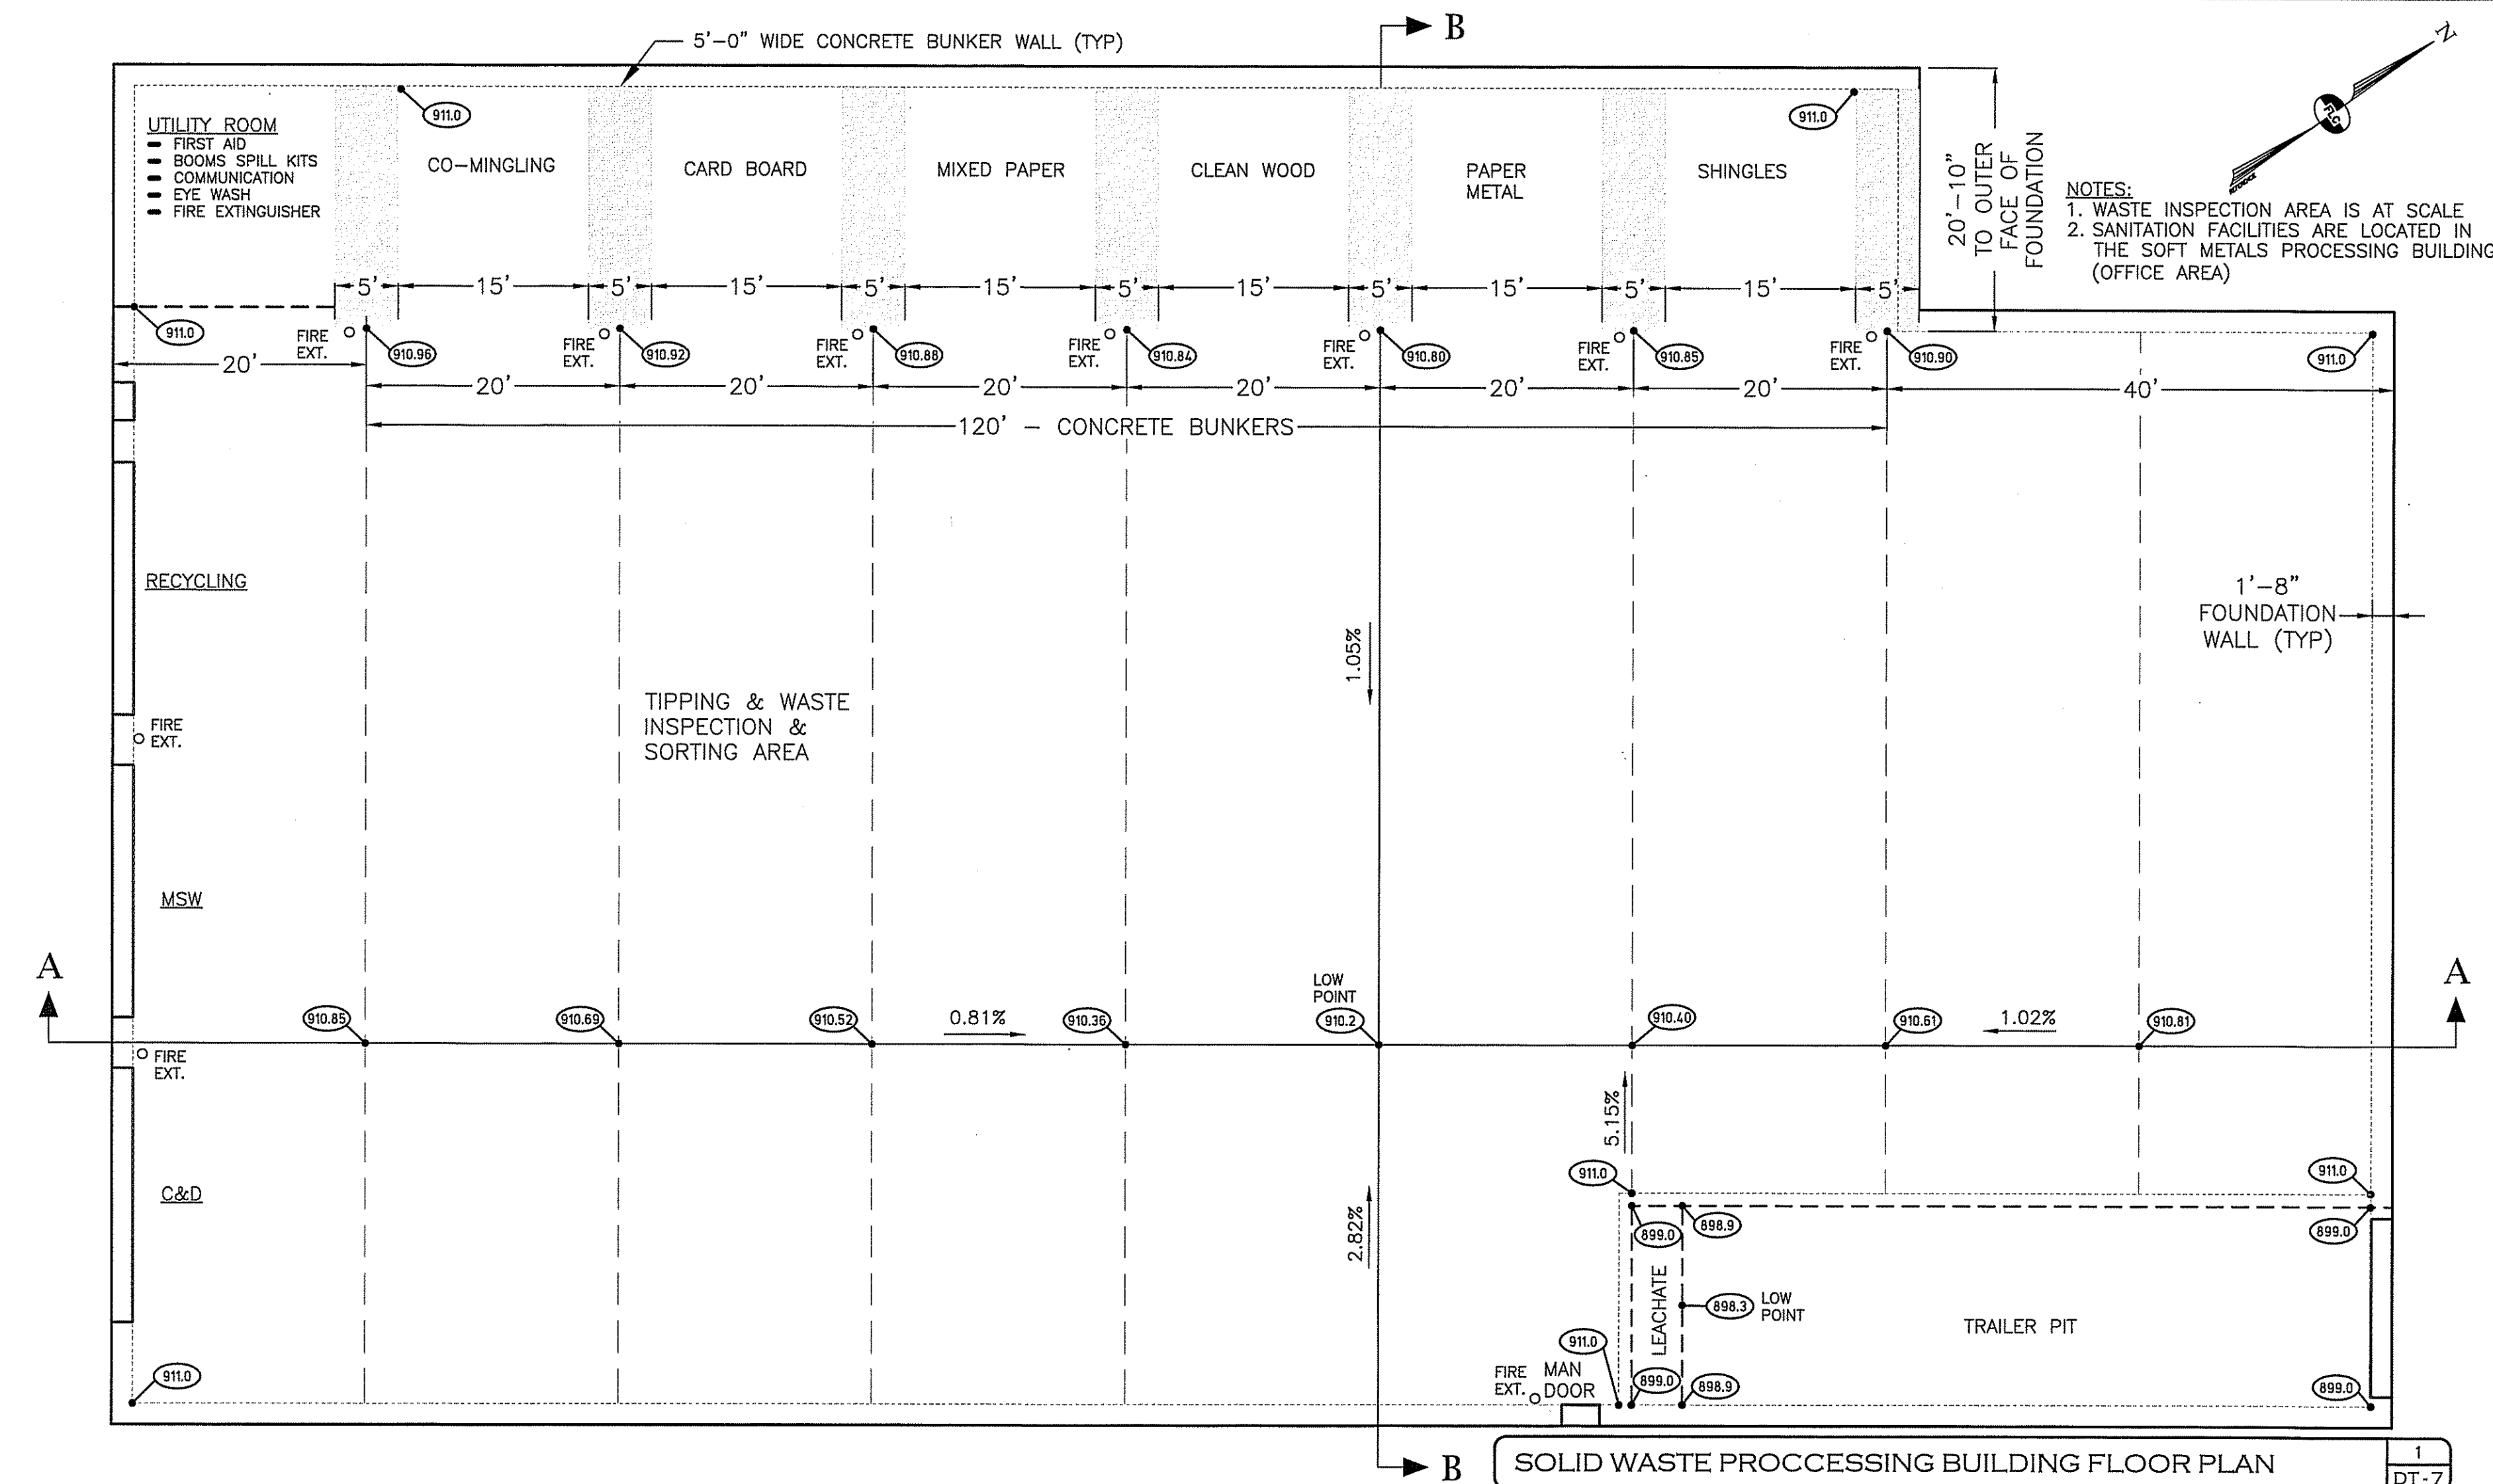 5'-0" WIDE CONCRETE BUNKER WALL (TYP)
B
N
PLG
UTILITY ROOM
- FIRST AID
- BOOMS SPILL KITS
- COMMUNICATION
- EYE WASH
- FIRE EXTINGUISHER
911.0
911.0
CO-MINGLING
CARD BOARD
MIXED PAPER
CLEAN WOOD
PAPER
METAL
SHINGLES
20'-10"
TO OUTER
FACE OF
FOUNDATION
NOTES:
1. WASTE INSPECTION AREA IS AT SCALE
2. SANITATION FACILITIES ARE LOCATED IN
THE SOFT METALS PROCESSING BUILDING
(OFFICE AREA)
5' 15' 5' 15' 5' 15' 5' 15' 5' 15' 5' 15' 5'
911.0
FIRE
EXT.
910.96
FIRE
EXT.
910.92
FIRE
EXT.
910.88
FIRE
EXT.
910.84
FIRE
EXT.
910.80
FIRE
EXT.
910.85
FIRE
EXT.
910.90
911.0
20'
20' 20' 20' 20' 20' 20' 40'
120' - CONCRETE BUNKERS
RECYCLING
1'-8"
FOUNDATION
WALL (TYP)
1.05%
TIPPING & WASTE
INSPECTION &
SORTING AREA
FIRE
EXT.
MSW
A
A
910.85
910.69
910.52
0.81%
910.36
LOW
POINT
910.2
910.40
910.61
1.02%
910.81
FIRE
EXT.
5.15%
C&D
2.82%
911.0
911.0
899.0
898.9
899.0
LEACHATE
898.3
LOW
POINT
TRAILER PIT
911.0
911.0
FIRE
EXT.
MAN
DOOR
899.0
898.9
899.0
B
SOLID WASTE PROCCESSING BUILDING FLOOR PLAN
1
DT-7